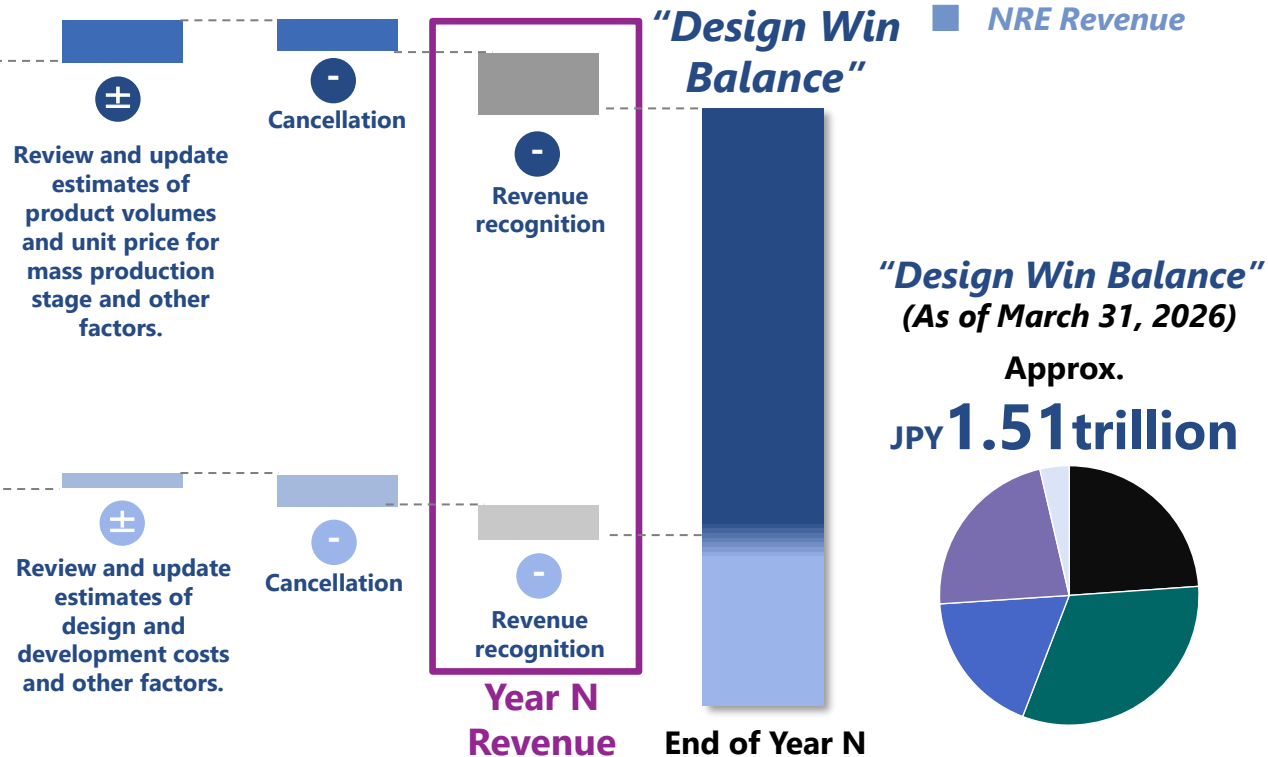 “Design Win
Balance”
NRE Revenue
±
-
Cancellation
-
Revenue
recognition
Review and update
estimates of
product volumes
and unit price for
mass production
stage and other
factors.
“Design Win Balance”
(As of March 31, 2026)
Approx.
JPY1.51trillion
±
-
Cancellation
-
Revenue
recognition
Review and update
estimates of
design and
development costs
and other factors.
Year N
Revenue
End of Year N